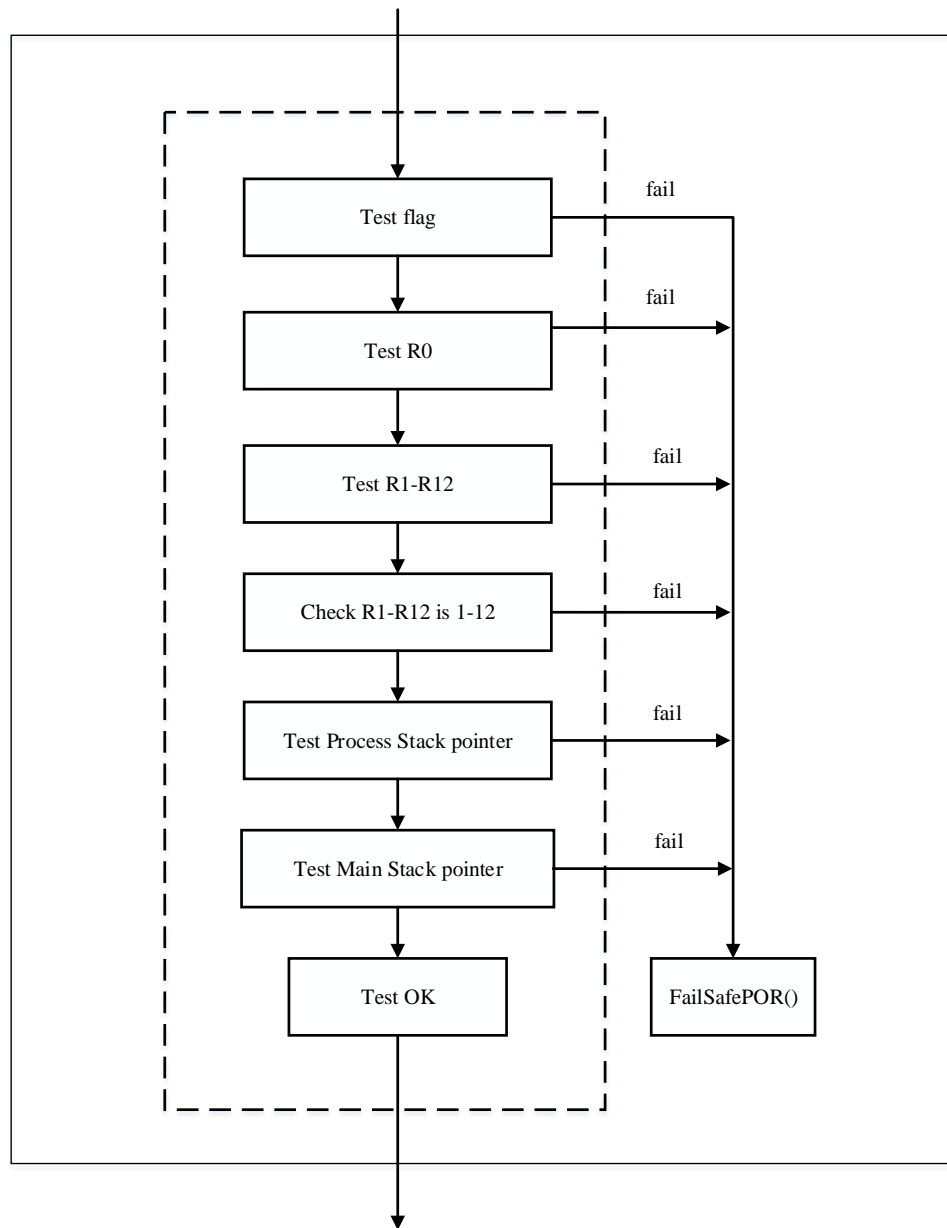 Test flag
fail
Test R0
fail
Test R1-R12
fail
Check R1-R12 is 1-12
fail
Test Process Stack pointer
fail
Test Main Stack pointer
fail
Test OK
FailSafePOR()